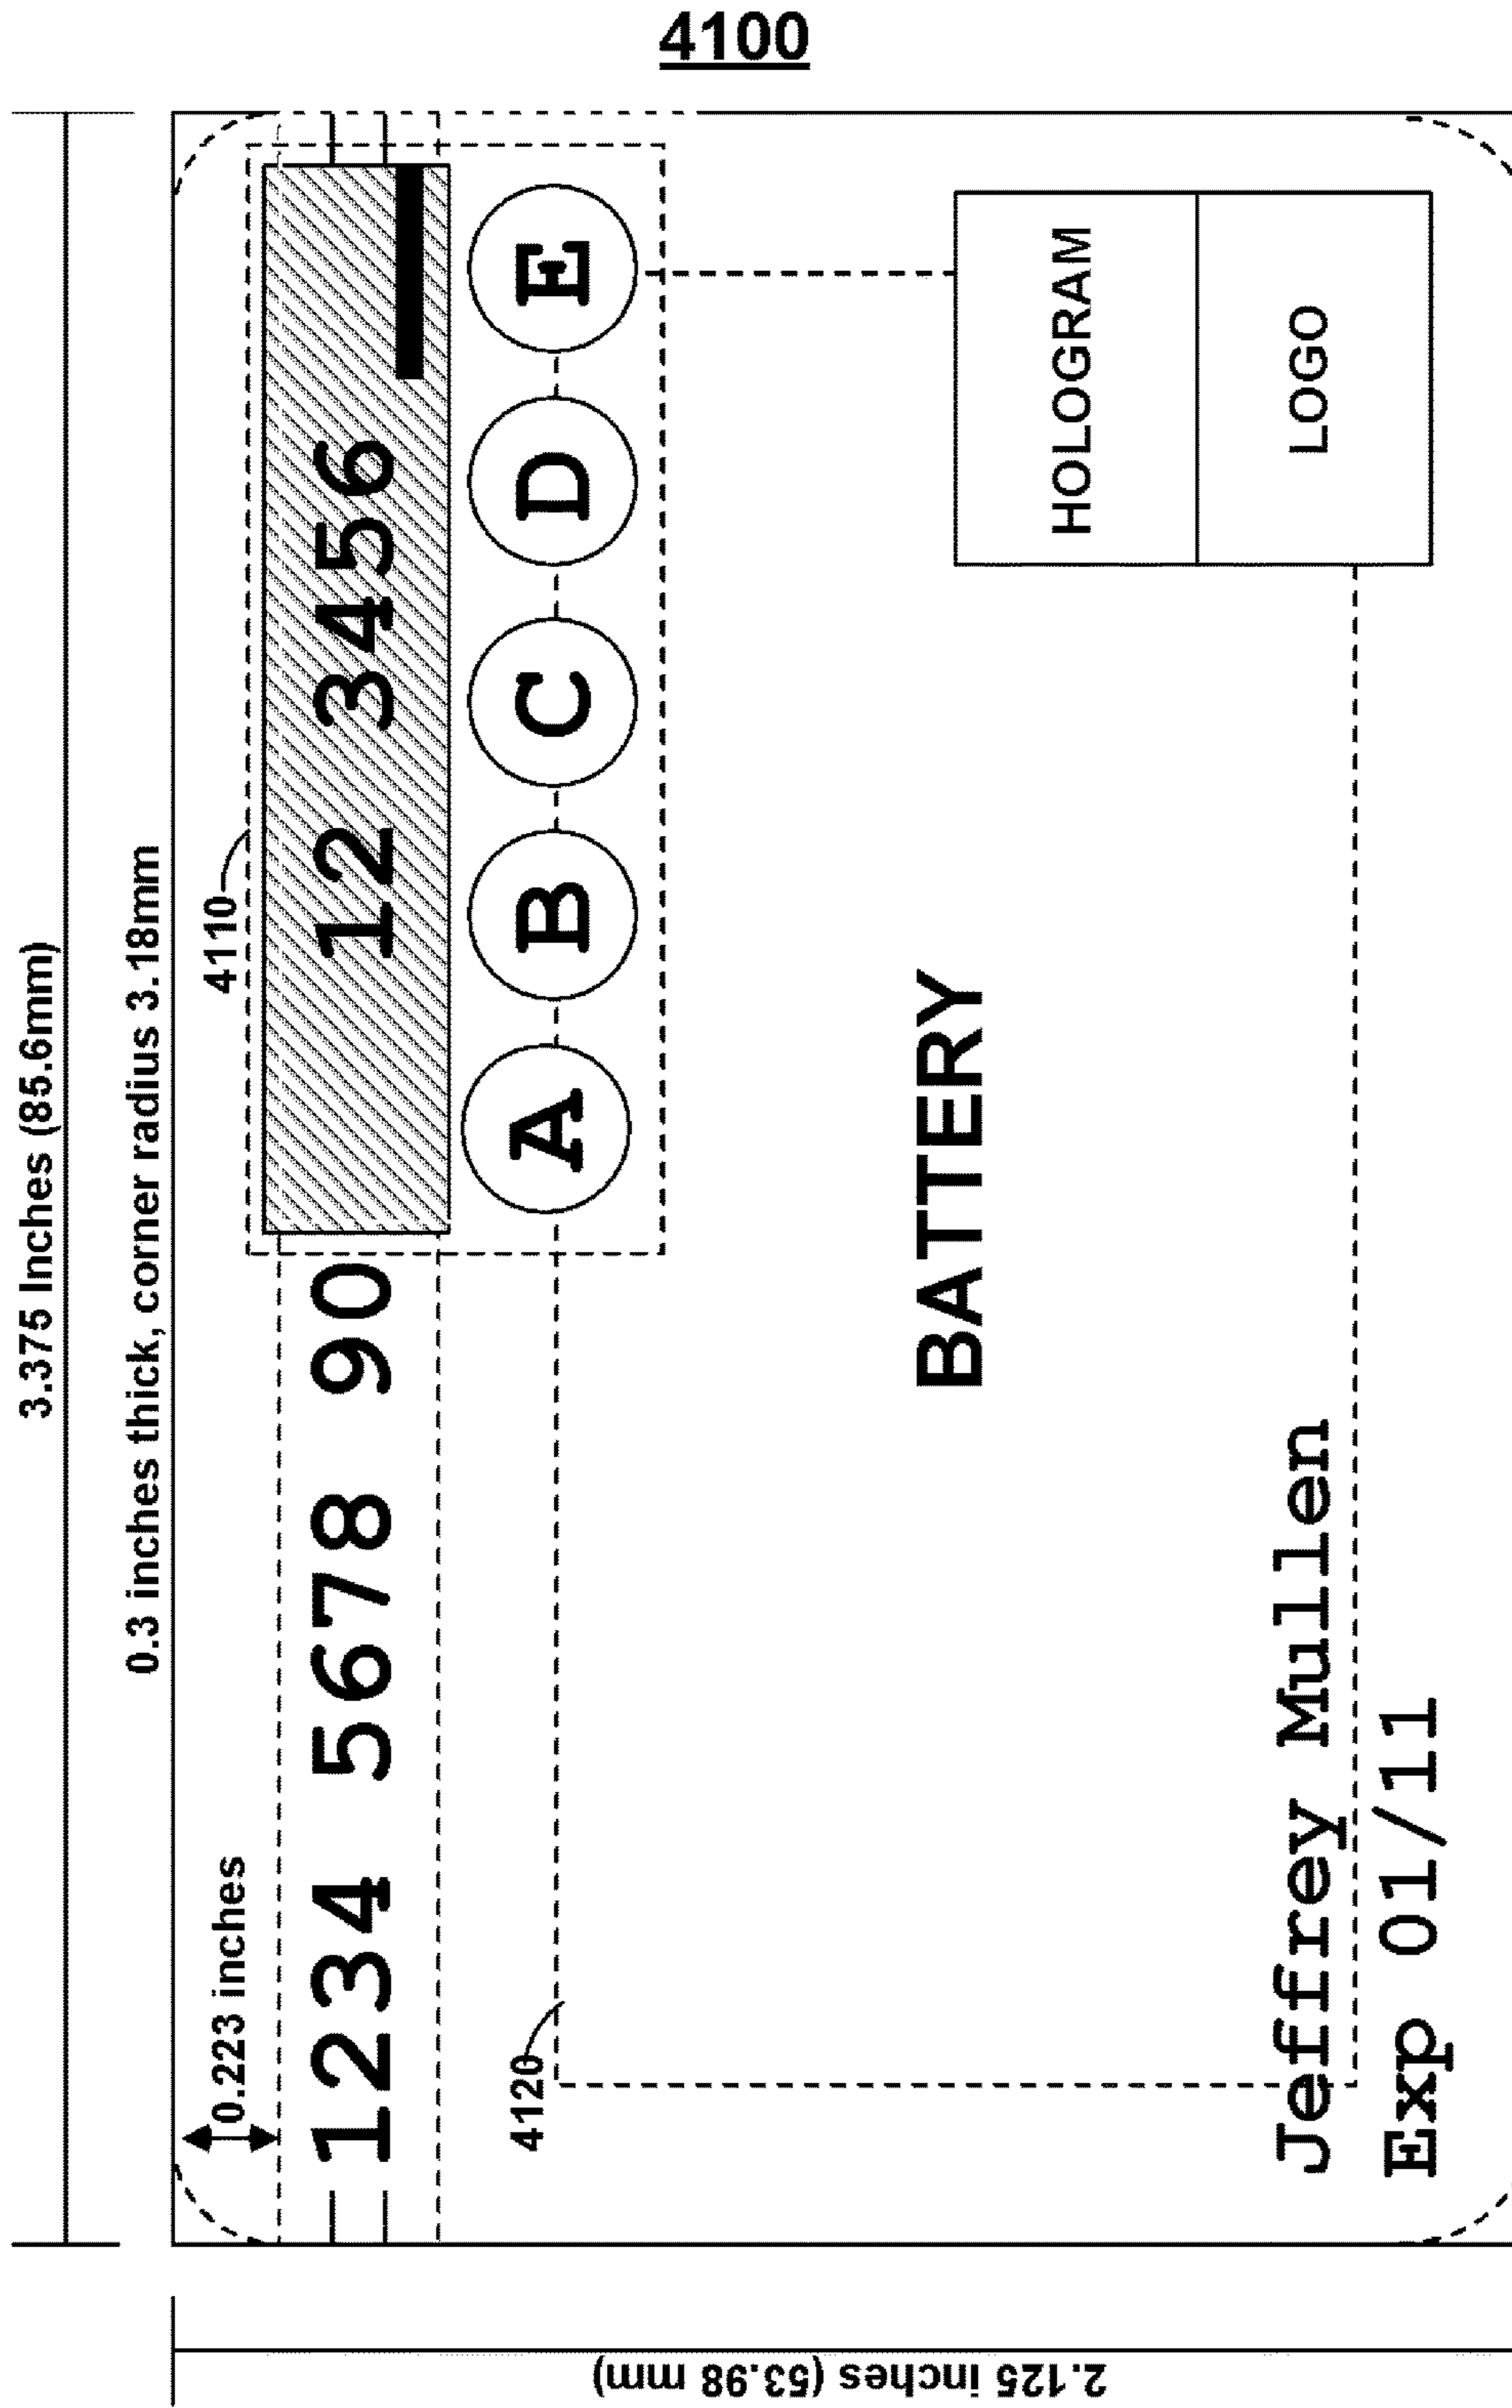 4100
3.375 Inches (85.6mm)
0.3 inches thick, corner radius 3.18mm
0.223 inches
4110
1234 5678 90
12 3456
A B C D E
4120
BATTERY
HOLOGRAM
LOGO
Jeffrey Mullen
Exp 01/11
2.125 inches (53.98 mm)